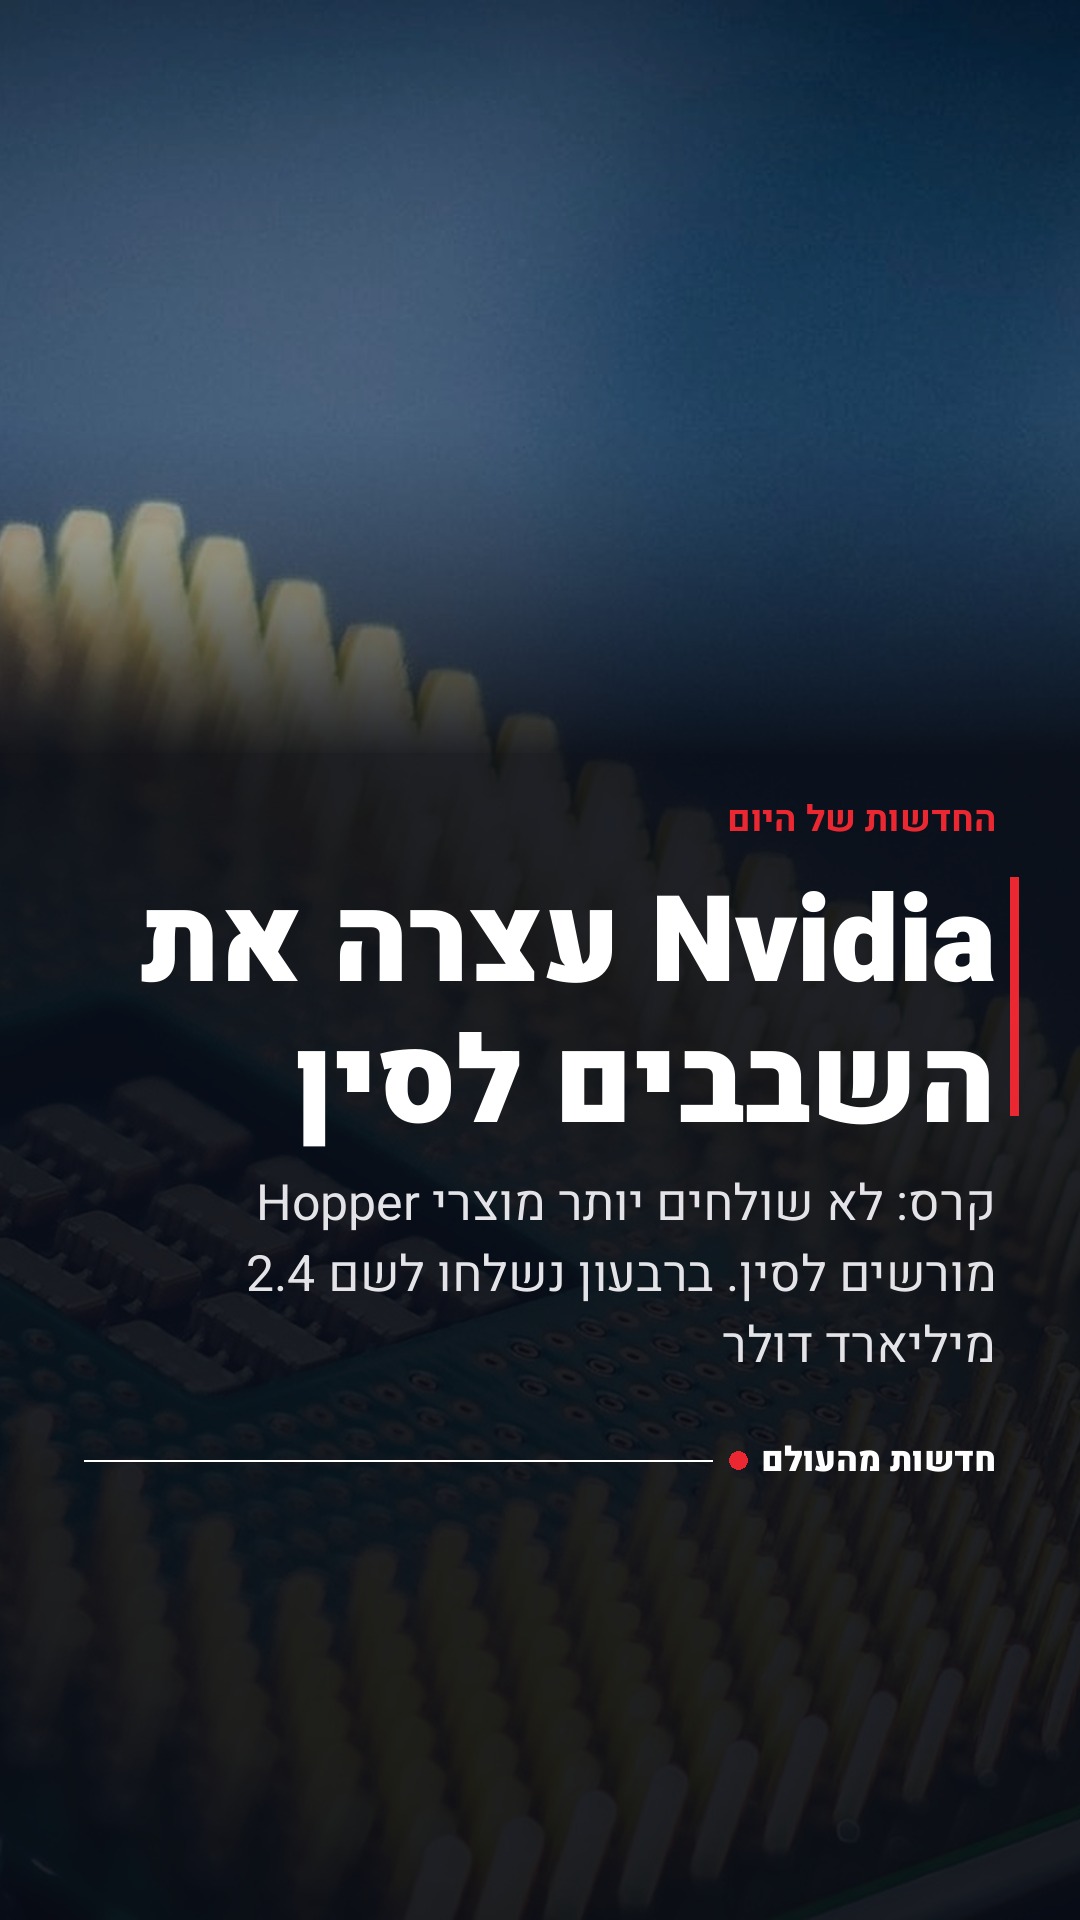 החדשות של היום
Nvidia עצרה את
השבבים לסין
קרס: לא שולחים יותר מוצרי Hopper
מורשים לסין. ברבעון נשלחו לשם 2.4
מיליארד דולר
חדשות מהעולם